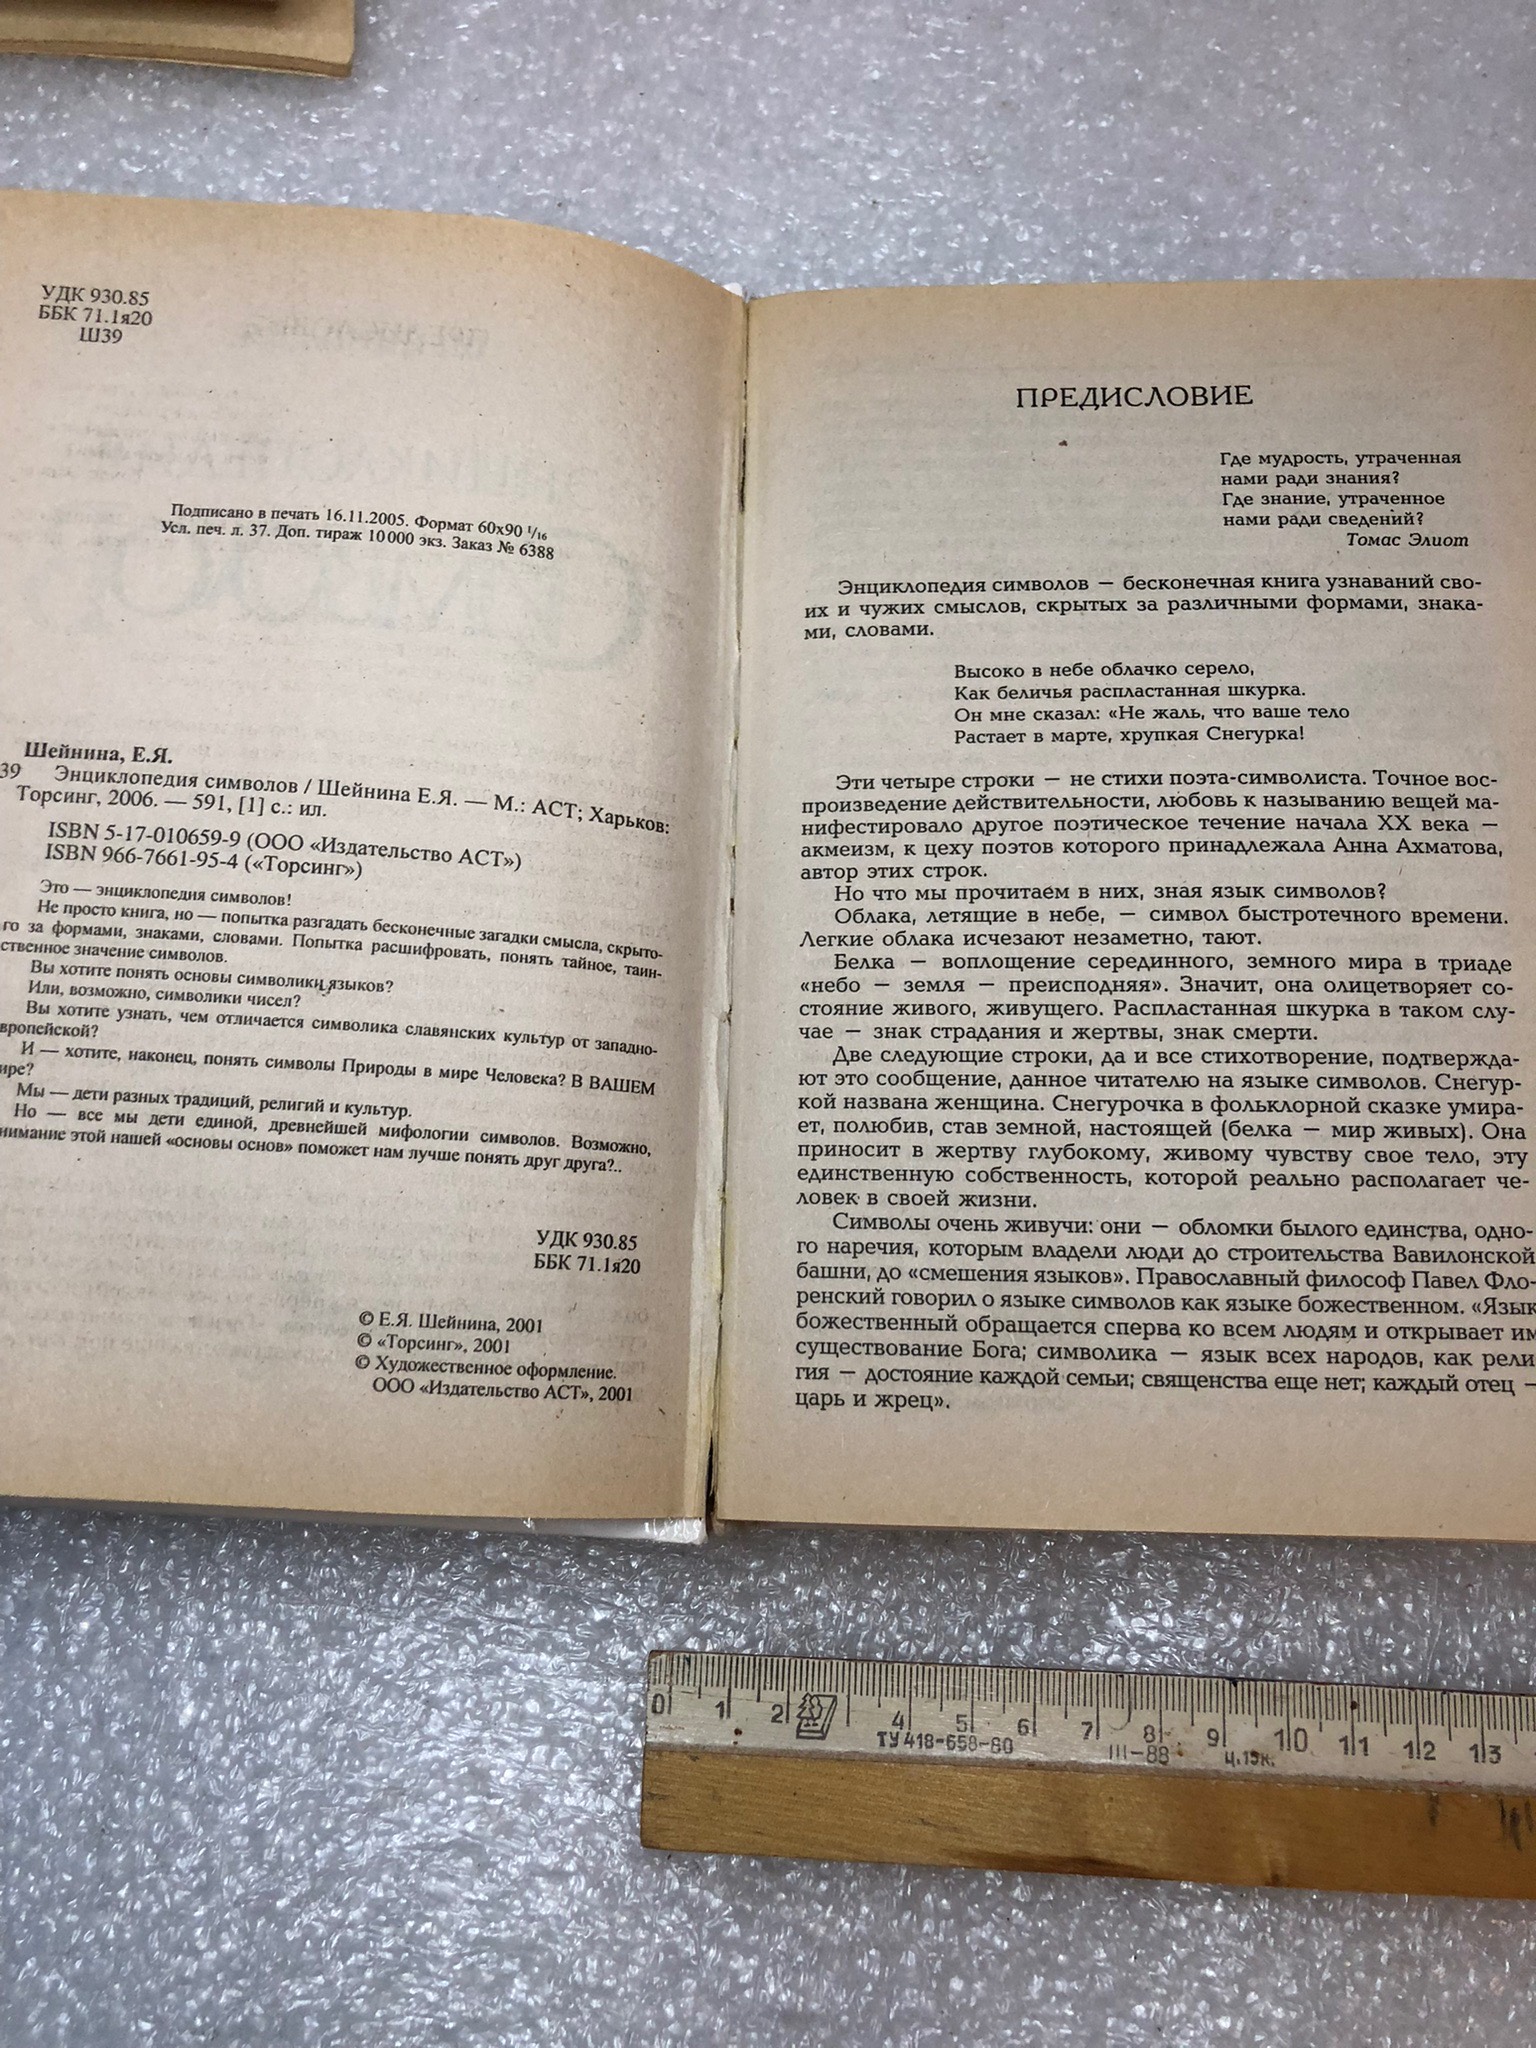 УДК 930.85
ББК 71.1я20
Ш39
Подписано в печать 16.11.2005. Формат 60x90 1/16
Усл. печ. л. 37. Доп. тираж 10 000 экз. Заказ № 6388
Шейнина, Е.Я.
39 Энциклопедия символов / Шейнина Е.Я. — М.: АСТ; Харьков:
Торсинг, 2006. — 591, [1] с.: ил.
ISBN 5-17-010659-9 (ООО «Издательство АСТ»)
ISBN 966-7661-95-4 («Торсинг»)
Это — энциклопедия символов!
Не просто книга, но — попытка разгадать бесконечные загадки смысла, скрыто-
го за формами, знаками, словами. Попытка расшифровать, понять тайное, таин-
ственное значение символов.
Вы хотите понять основы символики языков?
Или, возможно, символики чисел?
Вы хотите узнать, чем отличается символика славянских культур от западно-
вропейской?
И — хотите, наконец, понять символы Природы в мире Человека? В ВАШЕМ
ире?
Мы — дети разных традиций, религий и культур.
Но — все мы дети единой, древнейшей мифологии символов. Возможно,
нимание этой нашей «основы основ» поможет нам лучше понять друг друга?..
УДК 930.85
ББК 71.1я20
© Е.Я. Шейнина, 2001
© «Торсинг», 2001
© Художественное оформление.
ООО «Издательство АСТ», 2001
ПРЕДИСЛОВИЕ
Где мудрость, утраченная
нами ради знания?
Где знание, утраченное
нами ради сведений?
Томас Элиот
Энциклопедия символов — бесконечная книга узнаваний сво-
их и чужих смыслов, скрытых за различными формами, знака-
ми, словами.
Высоко в небе облачко серело,
Как беличья распластанная шкурка.
Он мне сказал: «Не жаль, что ваше тело
Растает в марте, хрупкая Снегурка!
Эти четыре строки — не стихи поэта-символиста. Точное вос-
произведение действительности, любовь к называнию вещей ма-
нифестировало другое поэтическое течение начала XX века —
акмеизм, к цеху поэтов которого принадлежала Анна Ахматова,
автор этих строк.
Но что мы прочитаем в них, зная язык символов?
Облака, летящие в небе, — символ быстротечного времени.
Легкие облака исчезают незаметно, тают.
Белка — воплощение серединного, земного мира в триаде
«небо — земля — преисподняя». Значит, она олицетворяет со-
стояние живого, живущего. Распластанная шкурка в таком слу-
чае — знак страдания и жертвы, знак смерти.
Две следующие строки, да и все стихотворение, подтвержда-
ют это сообщение, данное читателю на языке символов. Снегур-
кой названа женщина. Снегурочка в фольклорной сказке умира-
ет, полюбив, став земной, настоящей (белка — мир живых). Она
приносит в жертву глубокому, живому чувству свое тело, эту
единственную собственность, которой реально располагает че-
ловек в своей жизни.
Символы очень живучи: они — обломки былого единства, одно-
го наречия, которым владели люди до строительства Вавилонской
башни, до «смешения языков». Православный философ Павел Фло-
ренский говорил о языке символов как языке божественном. «Язык
божественный обращается сперва ко всем людям и открывает им
существование Бога; символика — язык всех народов, как рели
гия — достояние каждой семьи; священства еще нет; каждый отец —
царь и жрец».
0 1 2 4 5 6 7 8 9 10 11 12 13
ТУ 418-658-80 III-88 ц.15к.